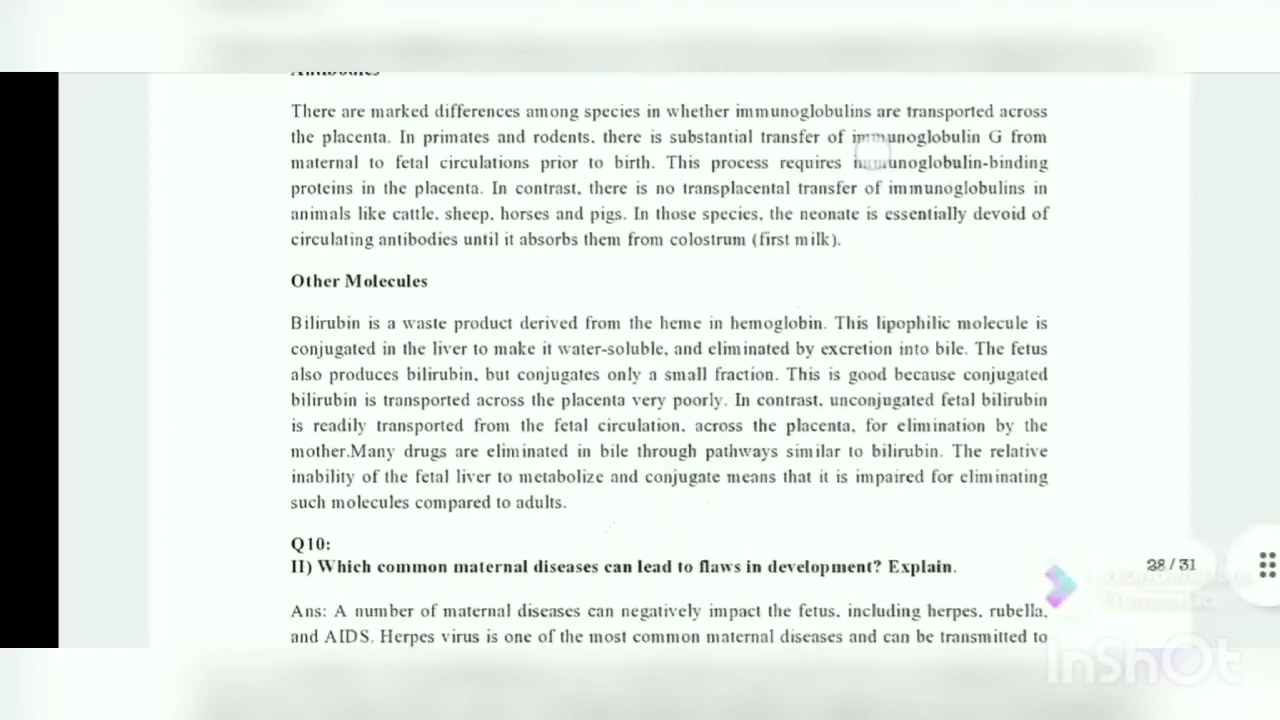 Antibodies
There are marked differences among species in whether immunoglobulins are transported across
the placenta. In primates and rodents, there is substantial transfer of immunoglobulin G from
maternal to fetal circulations prior to birth. This process requires immunoglobulin-binding
proteins in the placenta. In contrast, there is no transplacental transfer of immunoglobulins in
animals like cattle, sheep, horses and pigs. In those species, the neonate is essentially devoid of
circulating antibodies until it absorbs them from colostrum (first milk).
Other Molecules
Bilirubin is a waste product derived from the heme in hemoglobin. This lipophilic molecule is
conjugated in the liver to make it water-soluble, and eliminated by excretion into bile. The fetus
also produces bilirubin, but conjugates only a small fraction. This is good because conjugated
bilirubin is transported across the placenta very poorly. In contrast, unconjugated fetal bilirubin
is readily transported from the fetal circulation, across the placenta, for elimination by the
mother.Many drugs are eliminated in bile through pathways similar to bilirubin. The relative
inability of the fetal liver to metabolize and conjugate means that it is impaired for eliminating
such molecules compared to adults.
Q10:
II) Which common maternal diseases can lead to flaws in development? Explain.
28 / 31
Ans: A number of maternal diseases can negatively impact the fetus, including herpes, rubella,
and AIDS. Herpes virus is one of the most common maternal diseases and can be transmitted to
InShOt